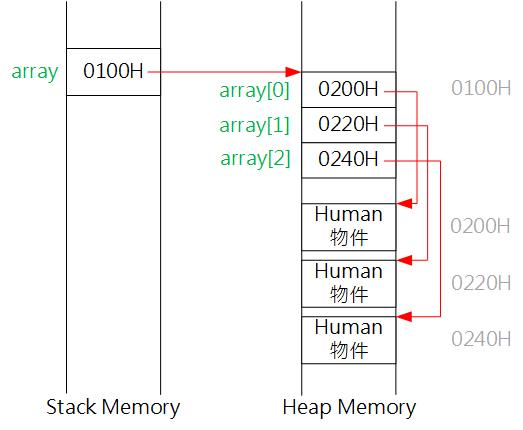 array
0100H
array[0]
0200H
0100H
array[1]
0220H
array[2]
0240H
Human
物件
0200H
Human
物件
0220H
Human
物件
0240H
Stack Memory
Heap Memory